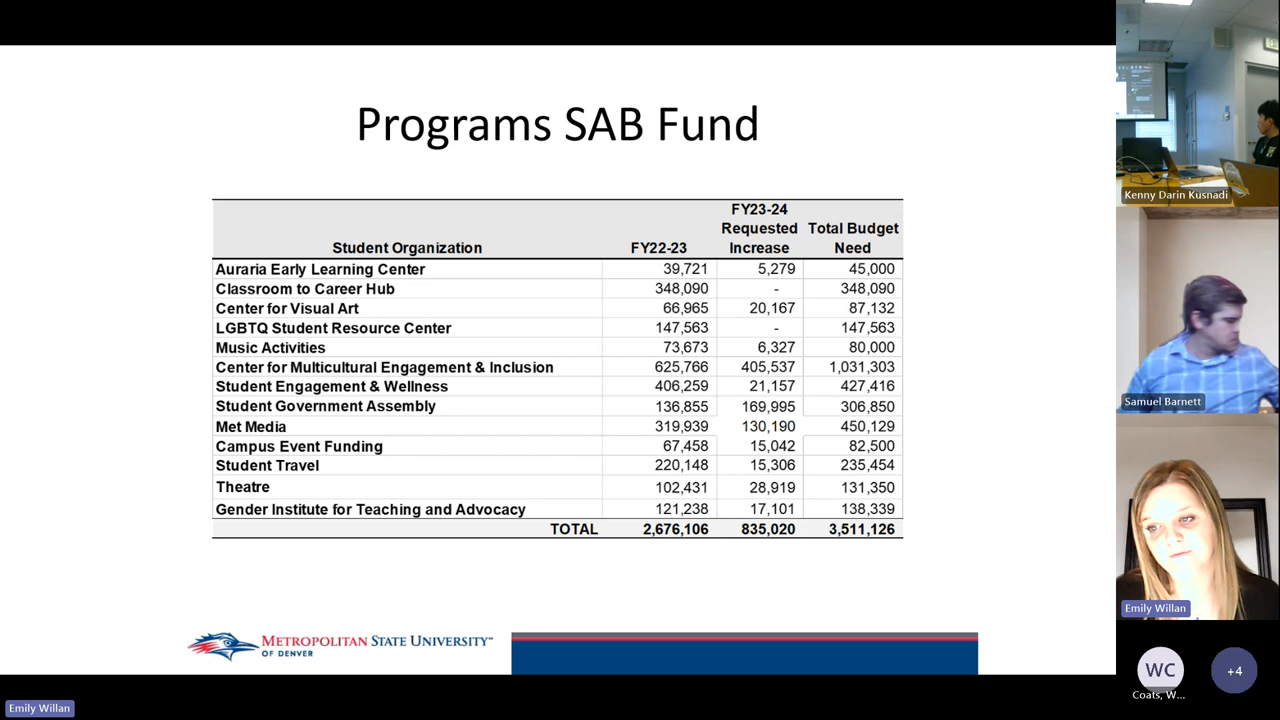 Programs SAB Fund
Student Organization FY22-23 FY23-24 Requested Increase Total Budget Need
Auraria Early Learning Center 39,721 5,279 45,000
Classroom to Career Hub 348,090 - 348,090
Center for Visual Art 66,965 20,167 87,132
LGBTQ Student Resource Center 147,563 - 147,563
Music Activities 73,673 6,327 80,000
Center for Multicultural Engagement & Inclusion 625,766 405,537 1,031,303
Student Engagement & Wellness 406,259 21,157 427,416
Student Government Assembly 136,855 169,995 306,850
Met Media 319,939 130,190 450,129
Campus Event Funding 67,458 15,042 82,500
Student Travel 220,148 15,306 235,454
Theatre 102,431 28,919 131,350
Gender Institute for Teaching and Advocacy 121,238 17,101 138,339
TOTAL 2,676,106 835,020 3,511,126
METROPOLITAN STATE UNIVERSITY™
OF DENVER
Emily Willan
Kenny Darin Kusnadi
Samuel Barnett
Emily Willan
WC +4
Coats, W...